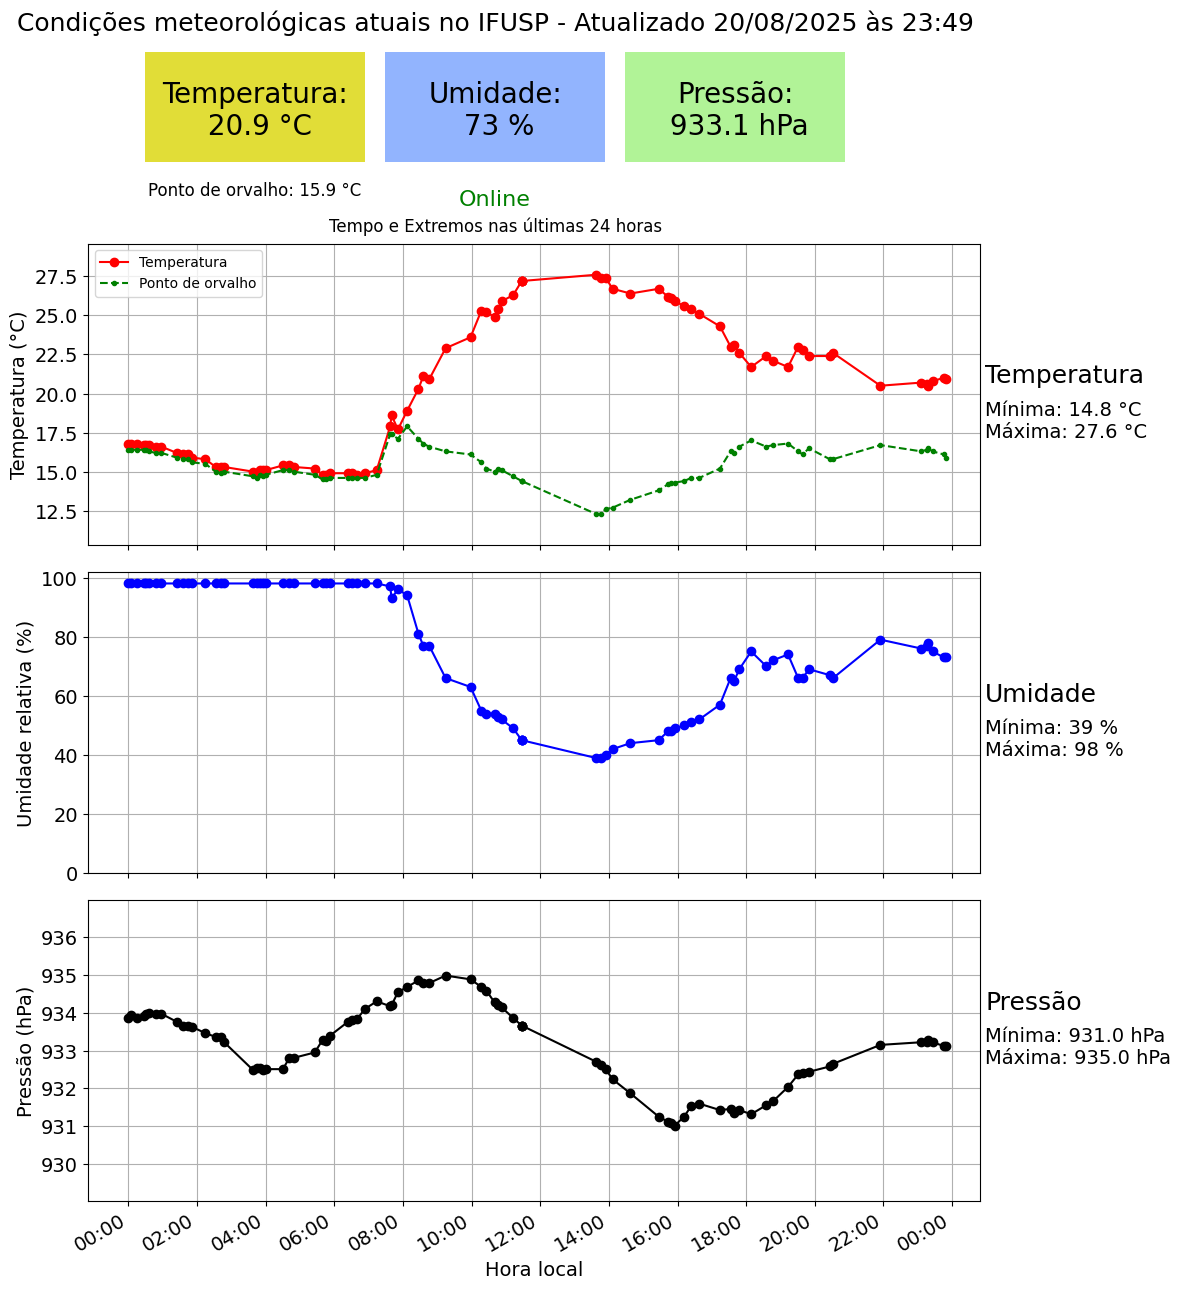 Condições meteorológicas atuais no IFUSP - Atualizado 20/08/2025 às 23:49
Temperatura:
20.9 °C
Umidade:
73 %
Pressão:
933.1 hPa
Ponto de orvalho: 15.9 °C
Online
Tempo e Extremos nas últimas 24 horas
Temperatura
Ponto de orvalho
Temperatura (°C)
27.5
25.0
22.5
20.0
17.5
15.0
12.5
Temperatura
Mínima: 14.8 °C
Máxima: 27.6 °C
Umidade relativa (%)
100
80
60
40
20
0
Umidade
Mínima: 39 %
Máxima: 98 %
Pressão (hPa)
936
935
934
933
932
931
930
Pressão
Mínima: 931.0 hPa
Máxima: 935.0 hPa
00:00 02:00 04:00 06:00 08:00 10:00 12:00 14:00 16:00 18:00 20:00 22:00 00:00
Hora local